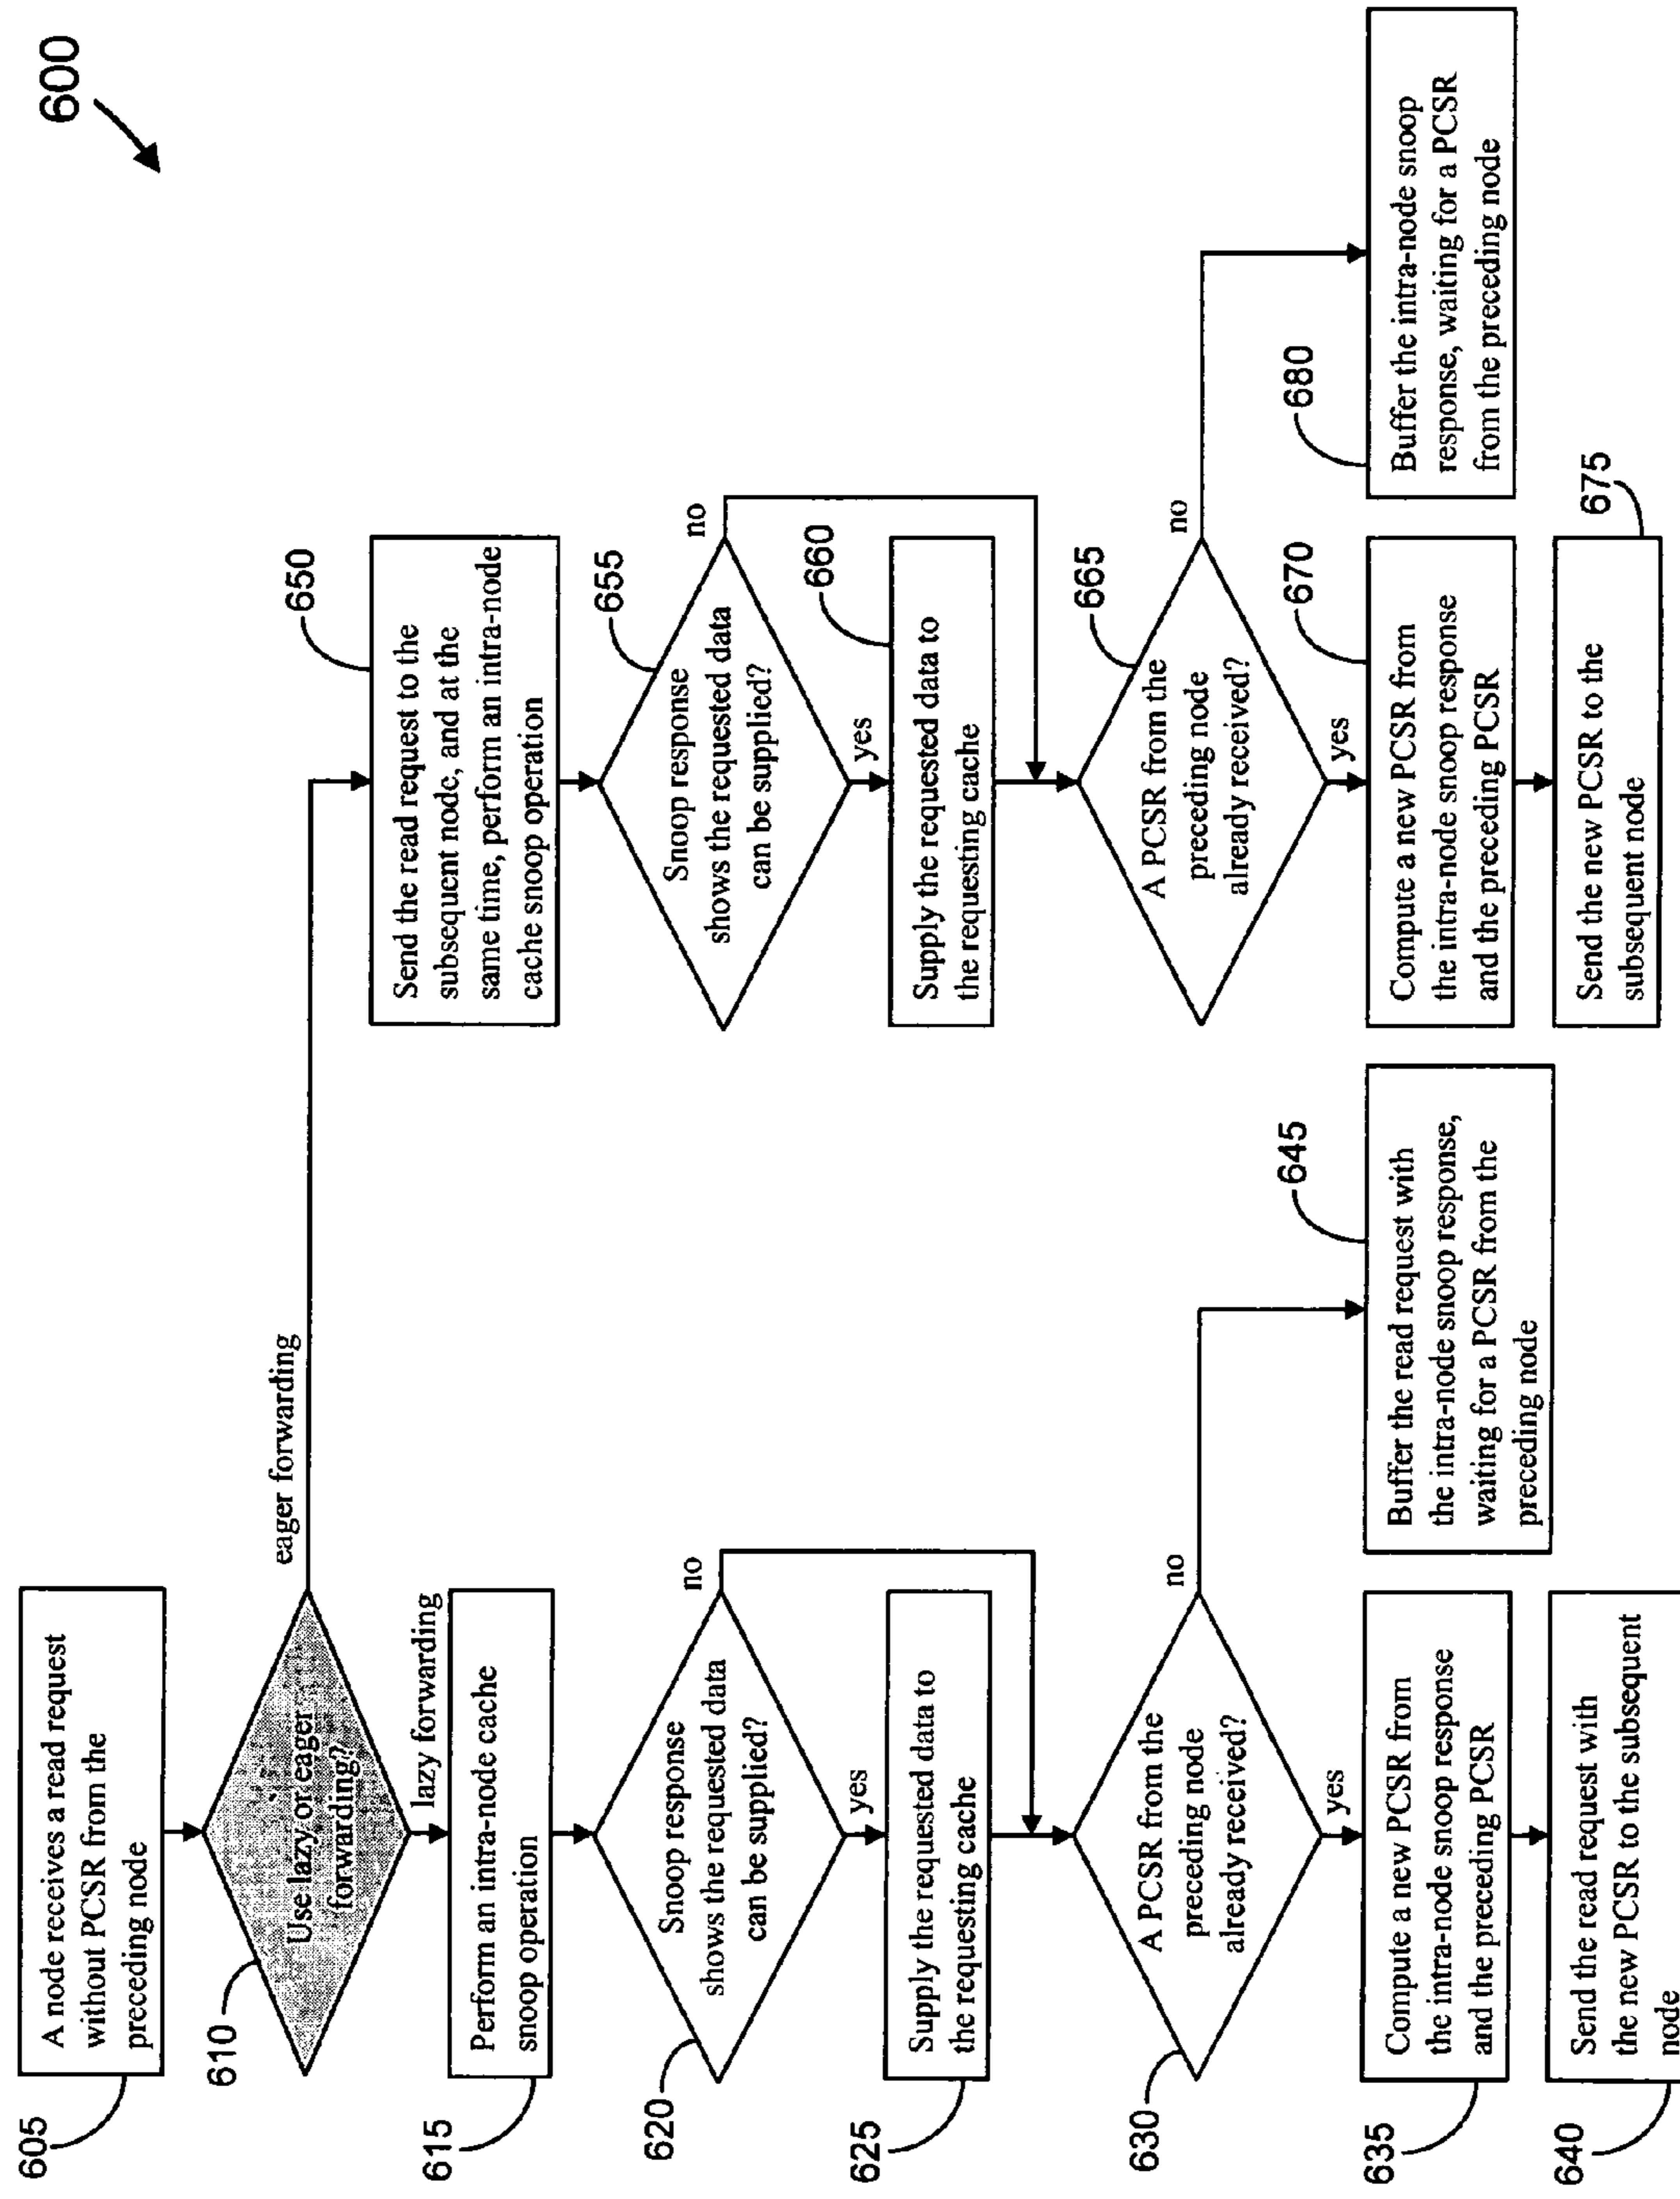 600
605
A node receives a read request
without PCSR from the
preceding node
610
Use lazy or eager
forwarding?
eager forwarding
lazy forwarding
615
Perform an intra-node cache
snoop operation
620
Snoop response
shows the requested data
can be supplied?
no
yes
625
Supply the requested data to
the requesting cache
630
A PCSR from the
preceding node
already received?
no
yes
635
Compute a new PCSR from
the intra-node snoop response
and the preceding PCSR
640
Send the read request with
the new PCSR to the subsequent
node
645
Buffer the read request with
the intra-node snoop response,
waiting for a PCSR from the
preceding node
650
Send the read request to the
subsequent node, and at the
same time, perform an intra-node
cache snoop operation
655
Snoop response
shows the requested data
can be supplied?
no
yes
660
Supply the requested data to
the requesting cache
665
A PCSR from the
preceding node
already received?
no
yes
670
Compute a new PCSR from
the intra-node snoop response
and the preceding PCSR
675
Send the new PCSR to the
subsequent node
680
Buffer the intra-node snoop
response, waiting for a PCSR
from the preceding node